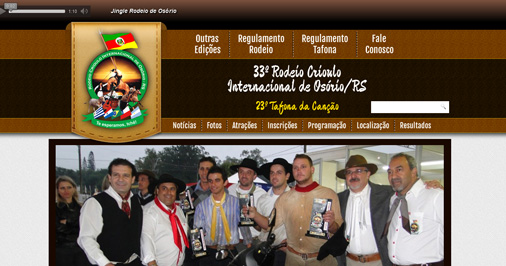 1:15
Jingle Rodeio de Osório
Outras Edições
Regulamento Rodeio
Regulamento Tafona
Fale Conosco
33º Rodeio Crioulo
Internacional de Osório/RS
23ª Tafona da Canção
Notícias
Fotos
Atrações
Inscrições
Programação
Localização
Resultados